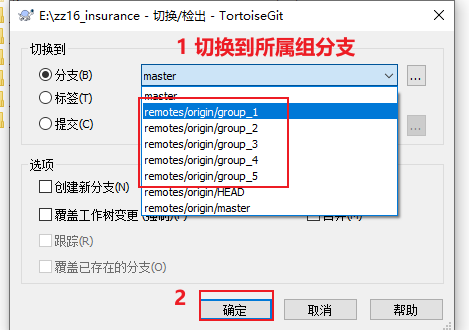 E:\zz16_insurance - 切换/检出 - TortoiseGit
1 切换到所属组分支
切换到
分支(B)
master
...
标签(T)
提交(C)
...
master
remotes/origin/group_1
remotes/origin/group_2
remotes/origin/group_3
remotes/origin/group_4
remotes/origin/group_5
remotes/origin/HEAD
remotes/origin/master
选项
创建新分支(N)
覆盖工作树变更
跟踪(R)
覆盖已存在的分支(O)
2
确定
取消
帮助